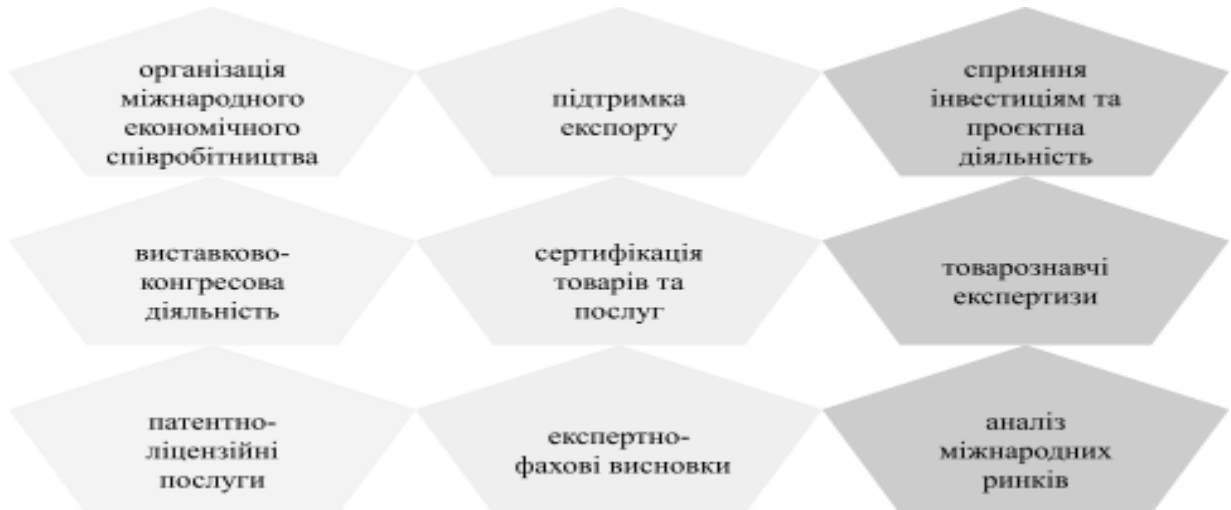 організація
міжнародного
економічного
співробітництва
підтримка
експорту
сприяння
інвестиціям та
проєктна
діяльність
виставково-
конгресова
діяльність
сертифікація
товарів та
послуг
товарознавчі
експертизи
патентно-
ліцензійні
послуги
експертно-
фахові висновки
аналіз
міжнародних
ринків